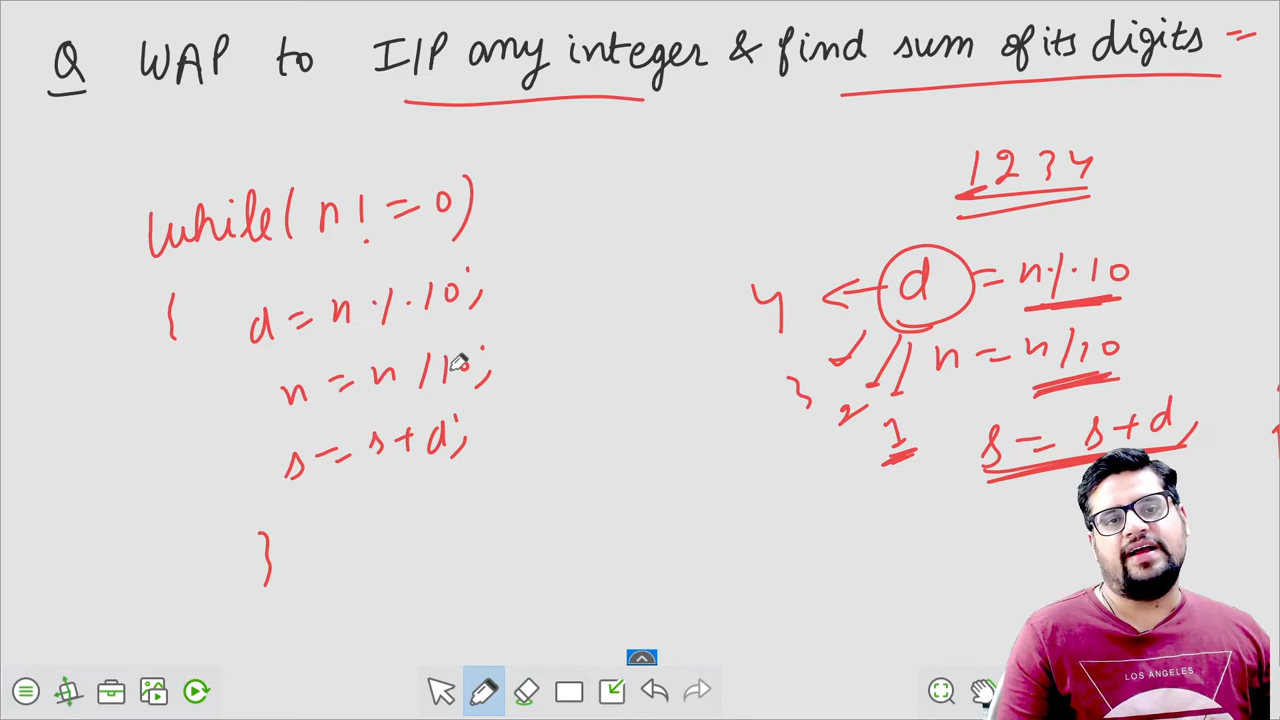 Q WAP to I/P any integer & find sum of its digits =
1234
while(n!=0)
{ d = n % 10;
n = n / 10;
s = s + d;
}
4 ← d = n % 10
n = n / 10
3 2 1
s = s + d,
LOS ANGELES